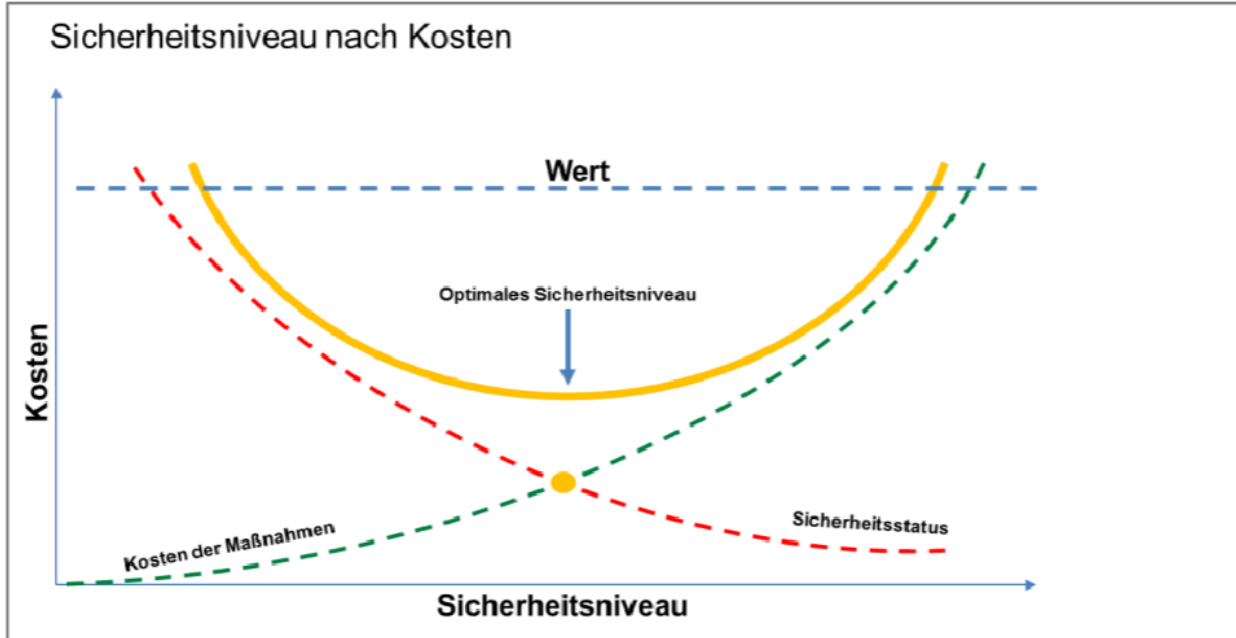 Sicherheitsniveau nach Kosten
Wert
Optimales Sicherheitsniveau
Kosten
Kosten der Maßnahmen
Sicherheitsstatus
Sicherheitsniveau